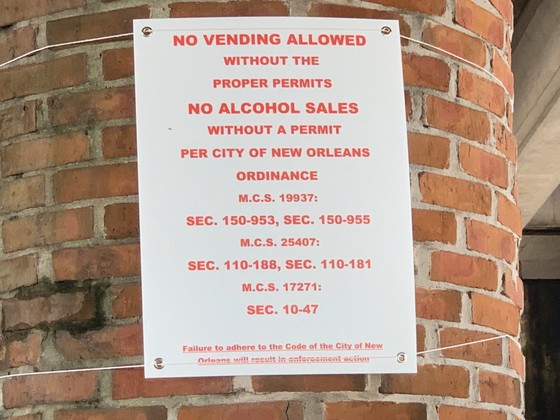 NO VENDING ALLOWED
WITHOUT THE
PROPER PERMITS
NO ALCOHOL SALES
WITHOUT A PERMIT
PER CITY OF NEW ORLEANS
ORDINANCE
M.C.S. 19937:
SEC. 150-953, SEC. 150-955
M.C.S. 25407:
SEC. 110-188, SEC. 110-181
M.C.S. 17271:
SEC. 10-47
Failure to adhere to the Code of the City of New
Orleans will result in enforcement action